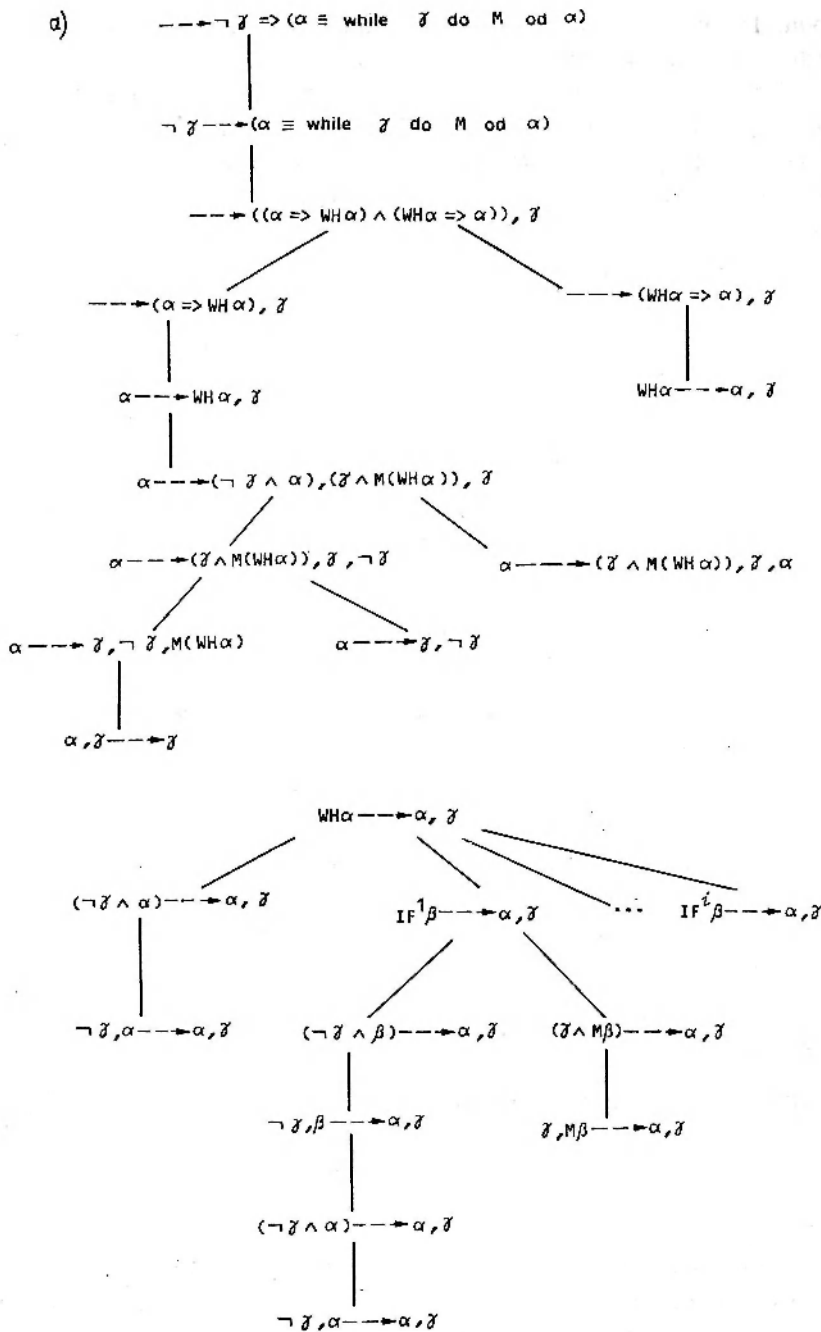 a) ---→¬ɣ => (α ≡ while ɣ do M od α)
¬ɣ---→(α ≡ while ɣ do M od α)
---→((α => WHα) ∧ (WHα => α)), ɣ
---→(α => WHα), ɣ ---→(WHα => α), ɣ
α---→WHα, ɣ WHα---→α, ɣ
α---→(¬ɣ ∧ α),(ɣ ∧ M(WHα)), ɣ
α---→(ɣ ∧ M(WHα)), ɣ, ¬ɣ α---→(ɣ ∧ M(WHα)), ɣ, α
α---→ɣ, ¬ɣ, M(WHα) α---→ɣ, ¬ɣ
α, ɣ---→ɣ
WHα---→α, ɣ
(¬ɣ ∧ α)---→α, ɣ IF¹β---→α, ɣ ... IFⁱβ---→α, ɣ
¬ɣ, α---→α, ɣ (¬ɣ ∧ β)---→α, ɣ (ɣ ∧ Mβ)---→α, ɣ
¬ɣ, β---→α, ɣ ɣ, Mβ---→α, ɣ
(¬ɣ ∧ α)---→α, ɣ
¬ɣ, α---→α, ɣ